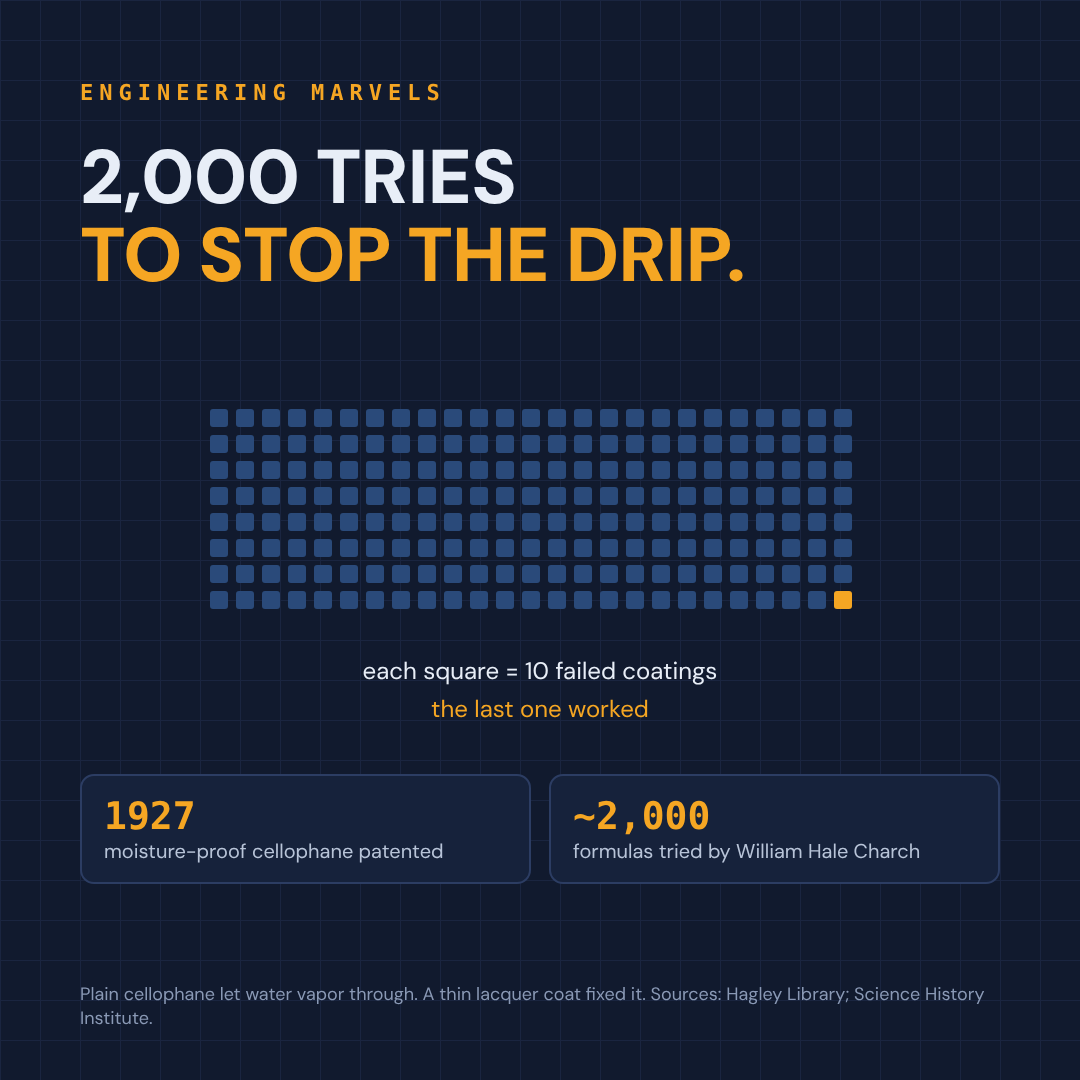 ENGINEERING MARVELS
2,000 TRIES
TO STOP THE DRIP.
each square = 10 failed coatings
the last one worked
1927
moisture-proof cellophane patented
~2,000
formulas tried by William Hale Charch
Plain cellophane let water vapor through. A thin lacquer coat fixed it. Sources: Hagley Library; Science History
Institute.